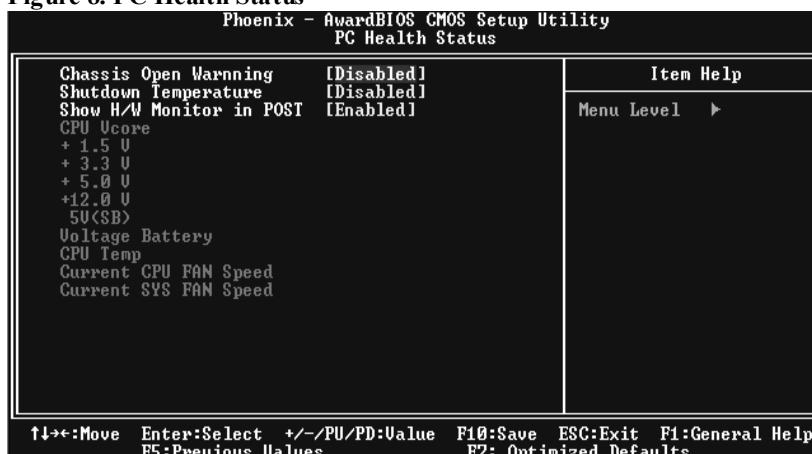 Figure 8. PC Health Status
Phoenix - AwardBIOS CMOS Setup Utility
PC Health Status
Chassis Open Warnning [Disabled]
Shutdown Temperature [Disabled]
Show H/W Monitor in POST [Enabled]
CPU Vcore
+ 1.5 V
+ 3.3 V
+ 5.0 V
+12.0 V
5V(SB)
Voltage Battery
CPU Temp
Current CPU FAN Speed
Current SYS FAN Speed
Item Help
Menu Level ▶
↑↓→←:Move Enter:Select +/-/PU/PD:Value F10:Save ESC:Exit F1:General Help
F5:Previous Values F7: Optimized Defaults